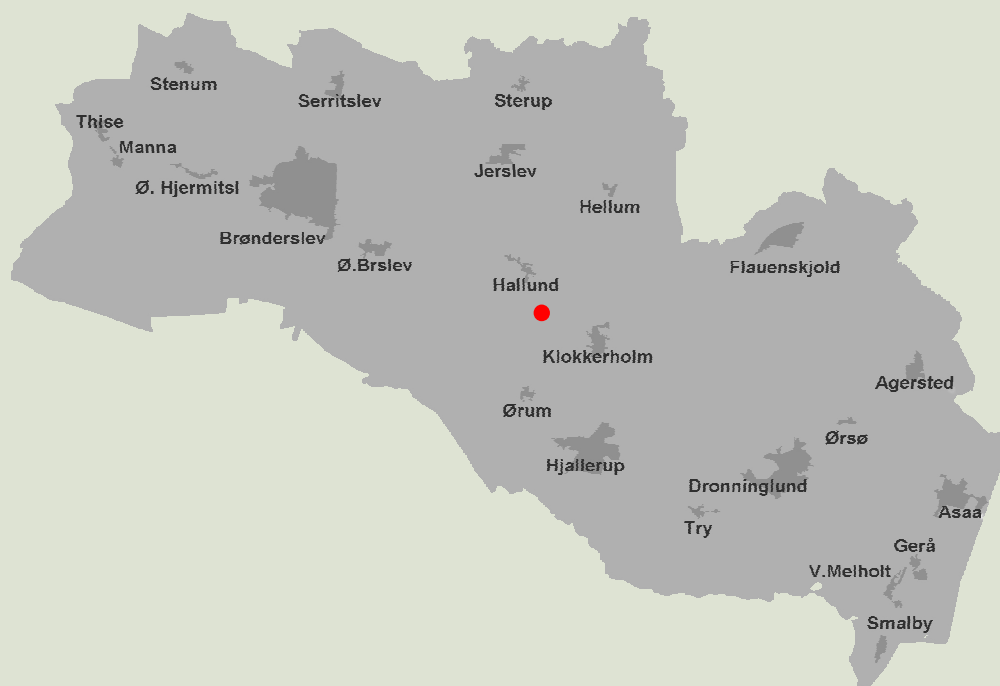 Stenum
Serritslev
Sterup
Thise
Manna
Jerslev
Ø. Hjermitsl
Hellum
Brønderslev
Ø.Brslev
Flauenskjold
Hallund
Klokkerholm
Agersted
Ørum
Ørsø
Hjallerup
Dronninglund
Asaa
Try
Gerå
V.Melholt
Smalby